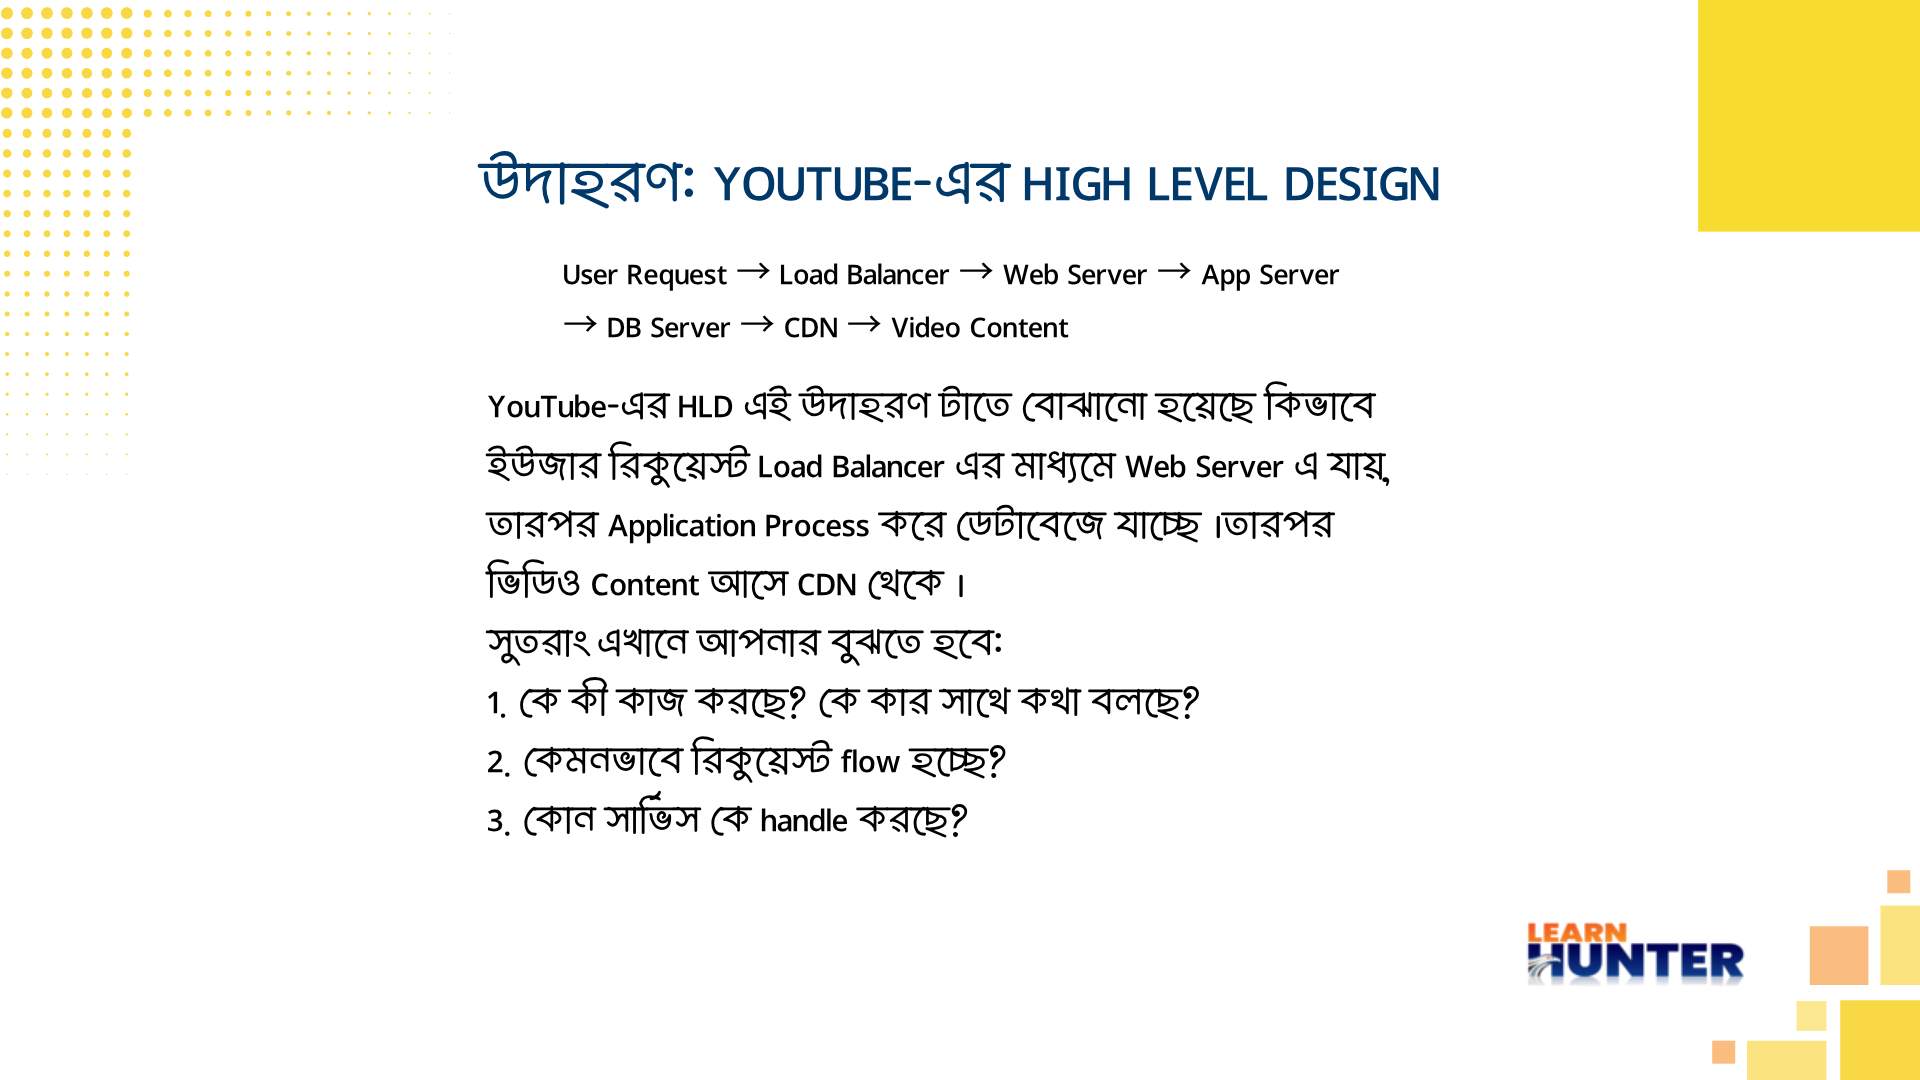 উদাহরণ: YOUTUBE-এর HIGH LEVEL DESIGN
User Request → Load Balancer → Web Server → App Server
→ DB Server → CDN → Video Content
YouTube-এর HLD এই উদাহরণ টাতে বোঝানো হয়েছে কিভাবে
ইউজার রিকুয়েস্ট Load Balancer এর মাধ্যমে Web Server এ যায়,
তারপর Application Process করে ডেটাবেজে যাচ্ছে ।তারপর
ভিডিও Content আসে CDN থেকে ।
সুতরাং এখানে আপনার বুঝতে হবে:
1. কে কী কাজ করছে? কে কার সাথে কথা বলছে?
2. কেমনভাবে রিকুয়েস্ট flow হচ্ছে?
3. কোন সার্ভিস কে handle করছে?
LEARN
HUNTER